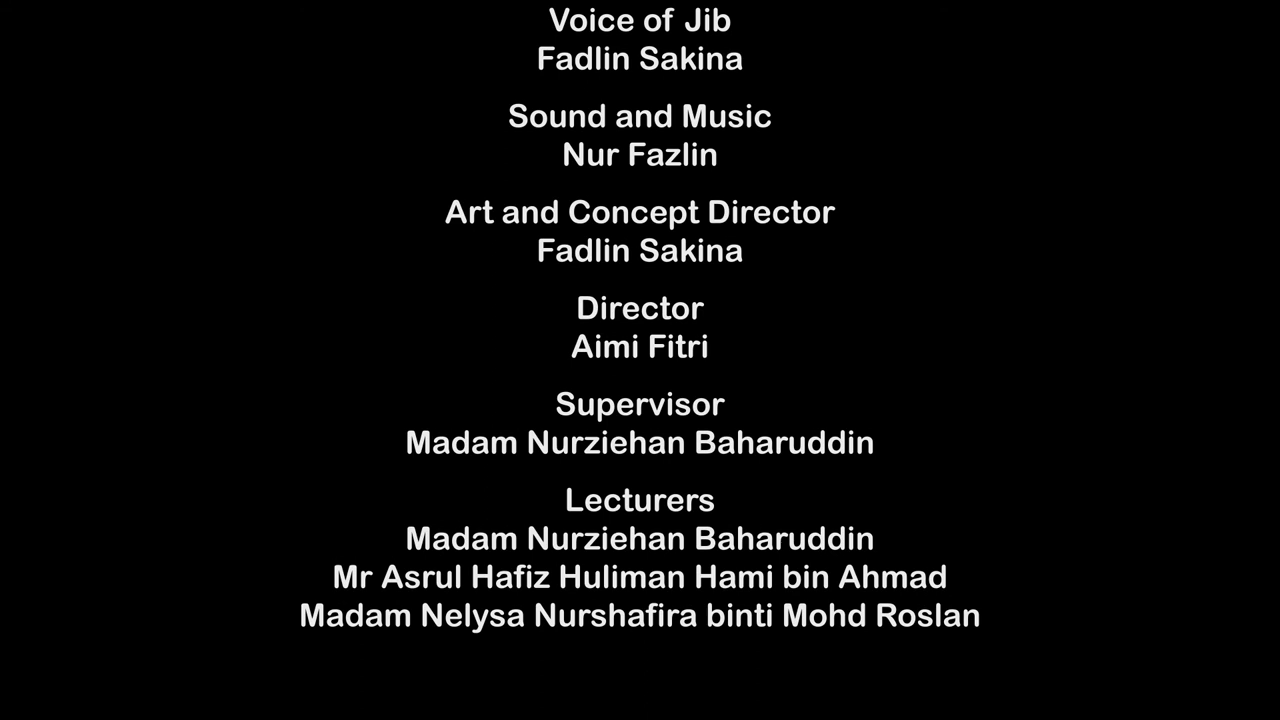 Voice of Jib
Fadlin Sakina
Sound and Music
Nur Fazlin
Art and Concept Director
Fadlin Sakina
Director
Aimi Fitri
Supervisor
Madam Nurziehan Baharuddin
Lecturers
Madam Nurziehan Baharuddin
Mr Asrul Hafiz Huliman Hami bin Ahmad
Madam Nelysa Nurshafira binti Mohd Roslan